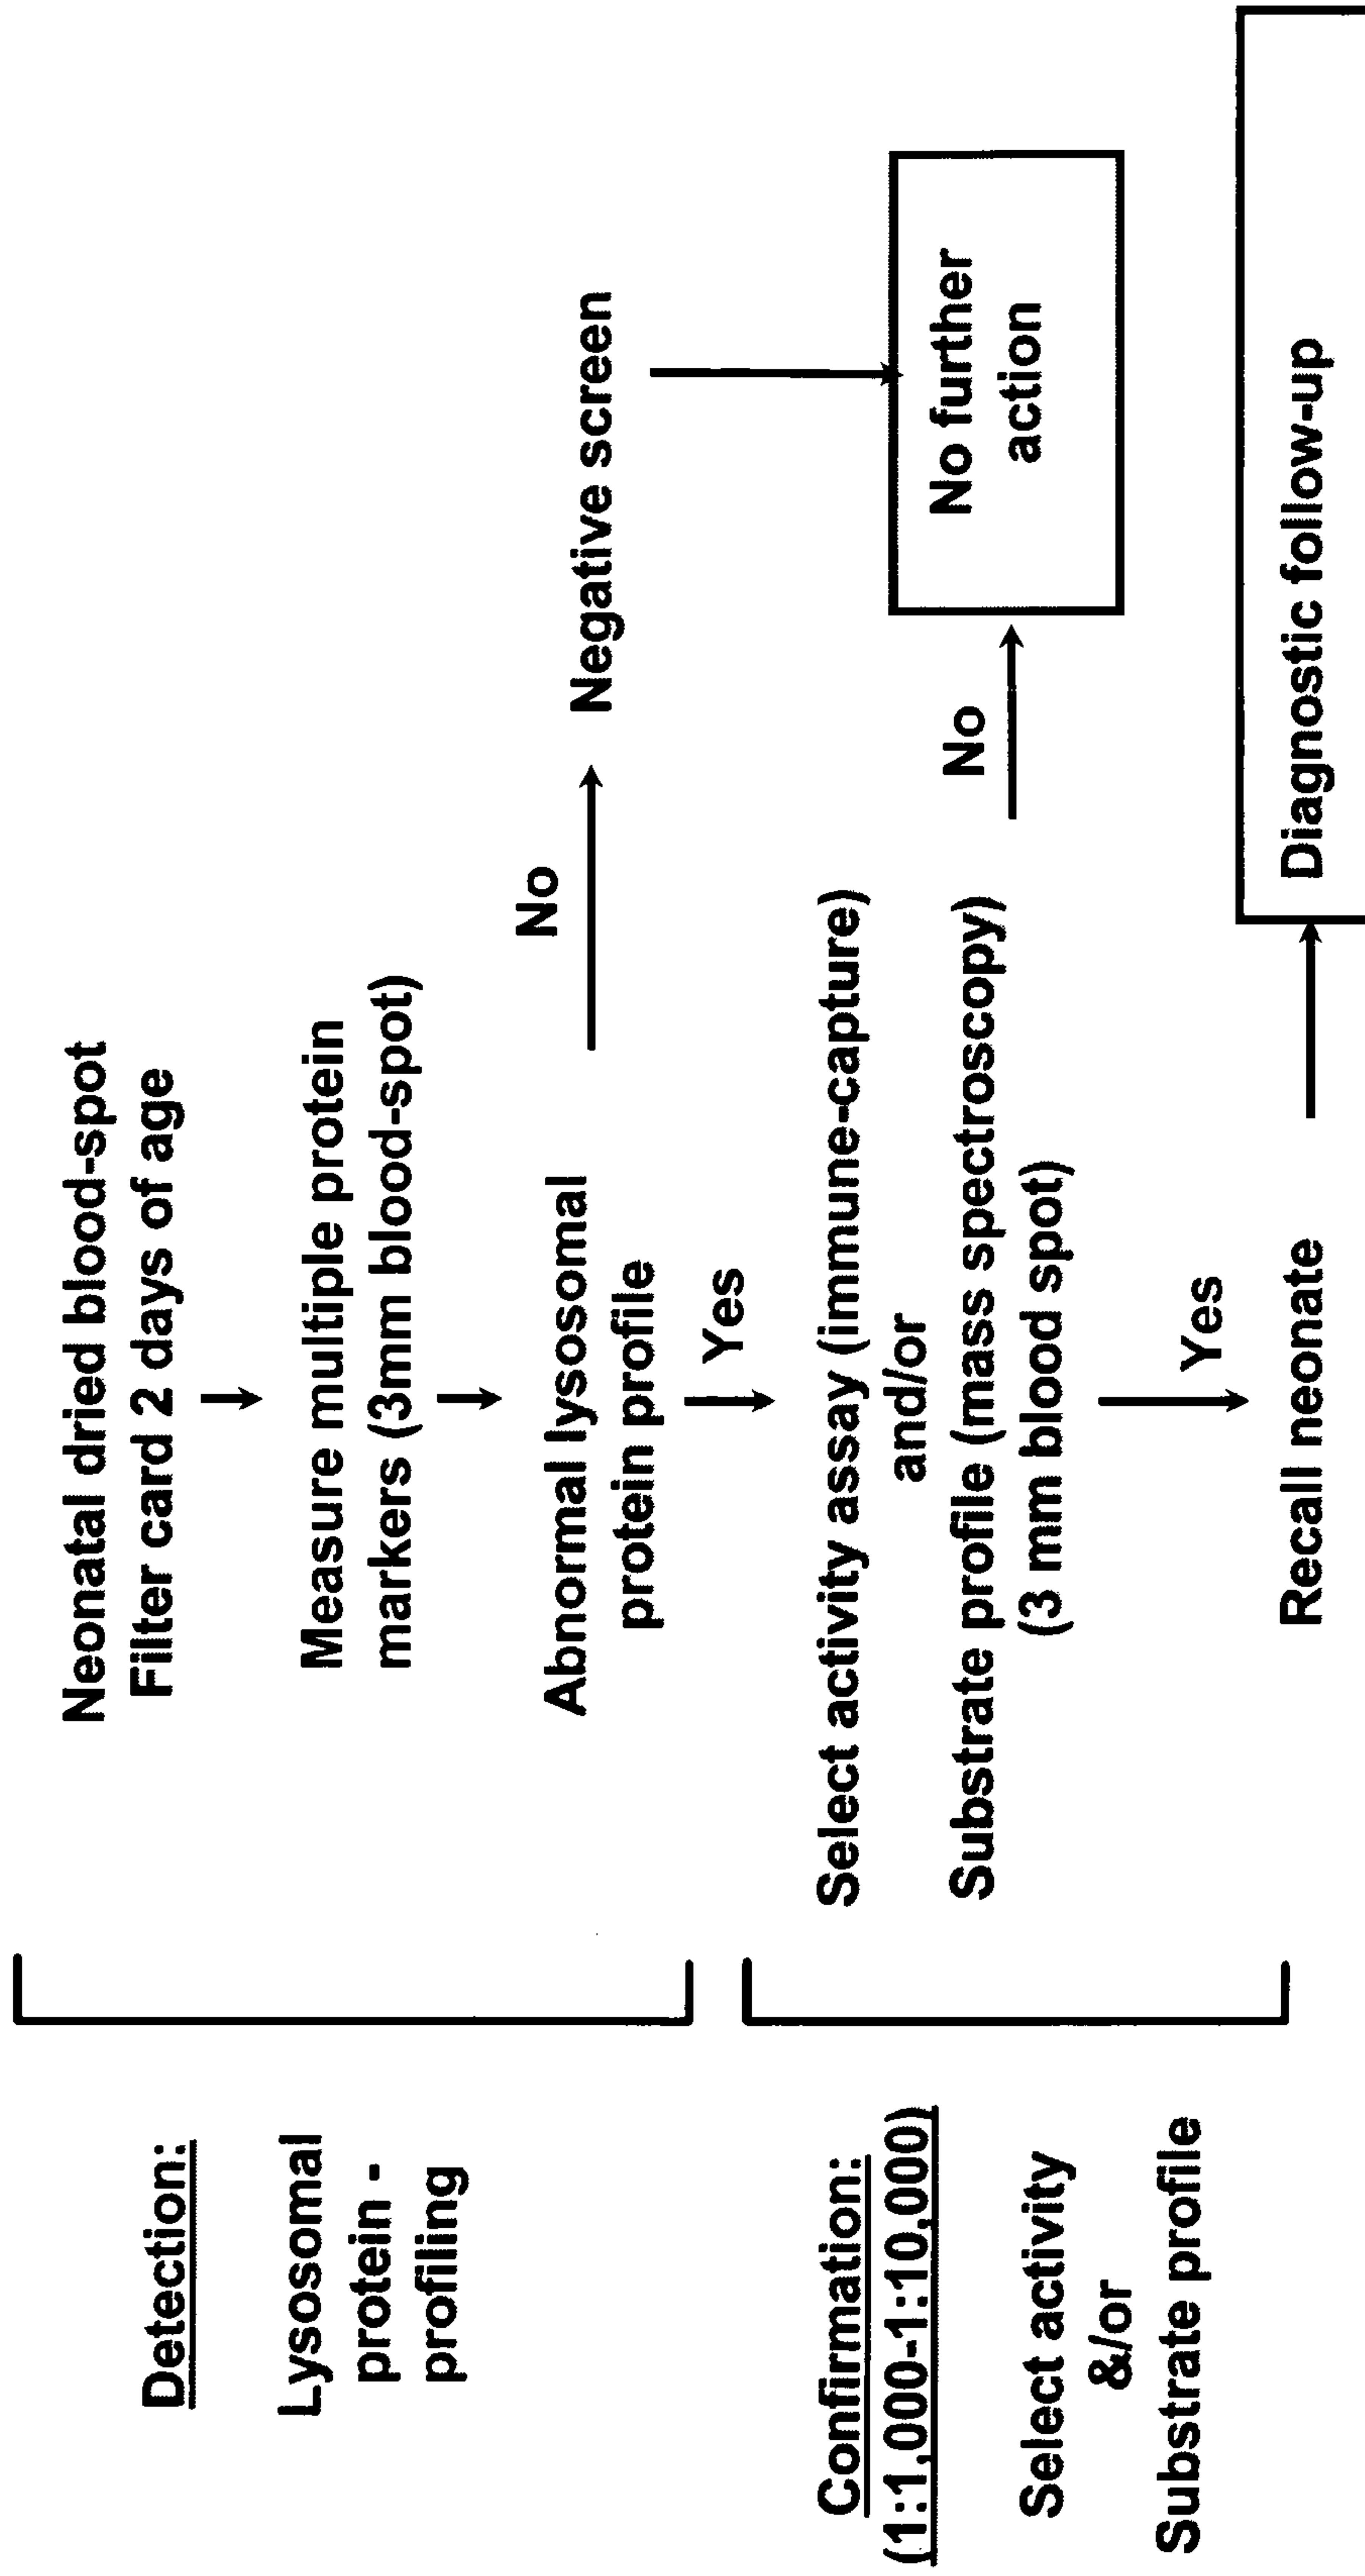 Detection:
Lysosomal
protein -
profiling
Neonatal dried blood-spot
Filter card 2 days of age
Measure multiple protein
markers (3mm blood-spot)
Abnormal lysosomal
protein profile
No
Negative screen
Yes
Confirmation:
(1:1,000-1:10,000)
Select activity
&/or
Substrate profile
Select activity assay (immune-capture)
and/or
Substrate profile (mass spectroscopy)
(3 mm blood spot)
No
No further
action
Yes
Recall neonate
Diagnostic follow-up